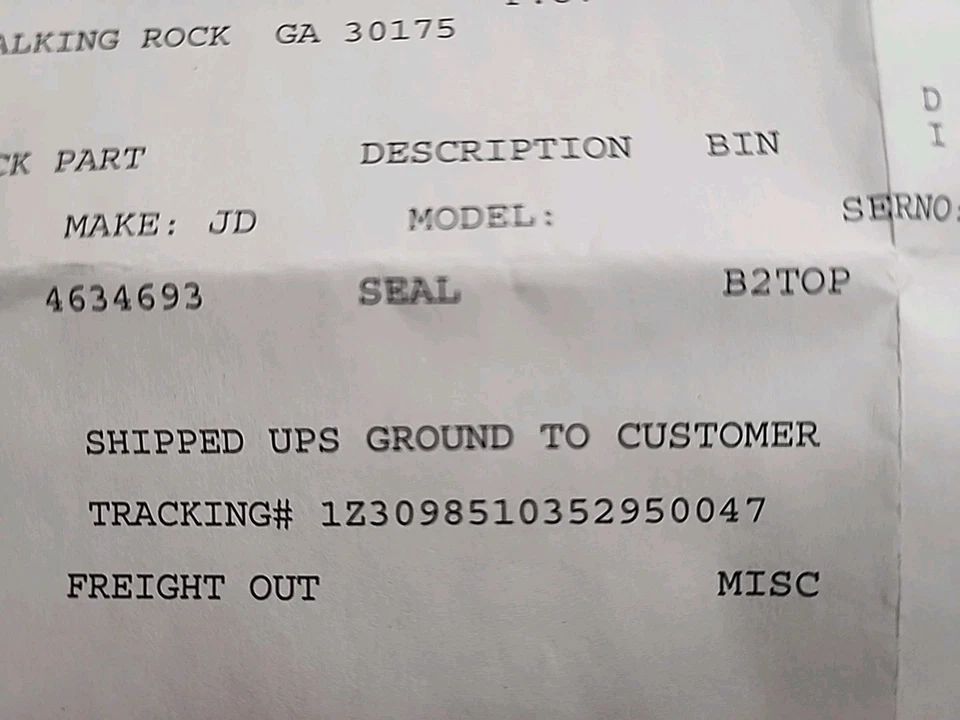 ALKING ROCK GA 30175
D
I
CK PART DESCRIPTION BIN
MAKE: JD MODEL: SERNO:
4634693 SEAL B2TOP
SHIPPED UPS GROUND TO CUSTOMER
TRACKING# 1Z3098510352950047
FREIGHT OUT MISC